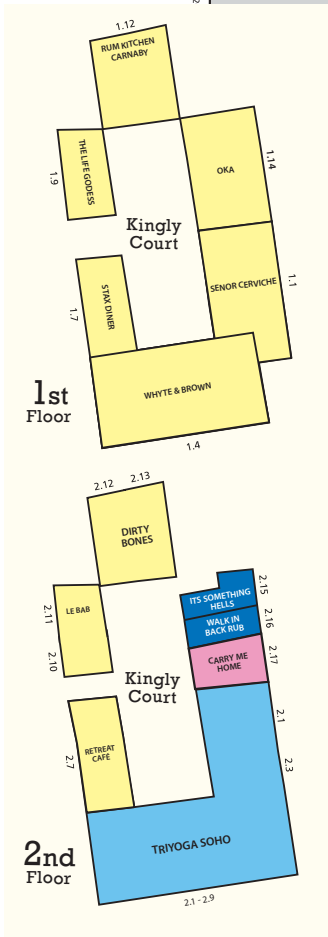 1.12
RUM KITCHEN
CARNABY
THE LIFE GODESS
1.9
OKA
1.14
Kingly
Court
SENOR CERVICHE
1.1
STAX DINER
1.7
1st
Floor
WHYTE & BROWN
1.4
2.12 2.13
DIRTY
BONES
LE BAB
2.11
2.10
ITS SOMETHING
HELLS
2.15
WALK IN
BACK RUB
2.16
CARRY ME
HOME
2.17
Kingly
Court
2.1
2.3
RETREAT
CAFE
2.7
TRIYOGA SOHO
2nd
Floor
2.1 - 2.9